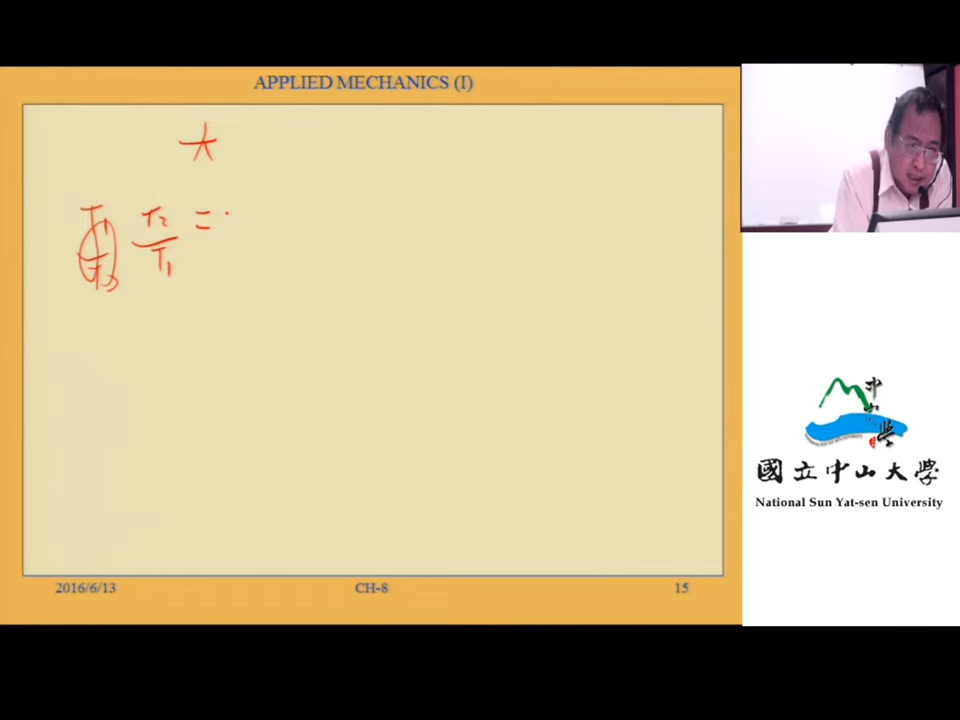 APPLIED MECHANICS (I)
大
T₂/T₁ =
2016/6/13 CH-8 15
國立中山大學
National Sun Yat-sen University